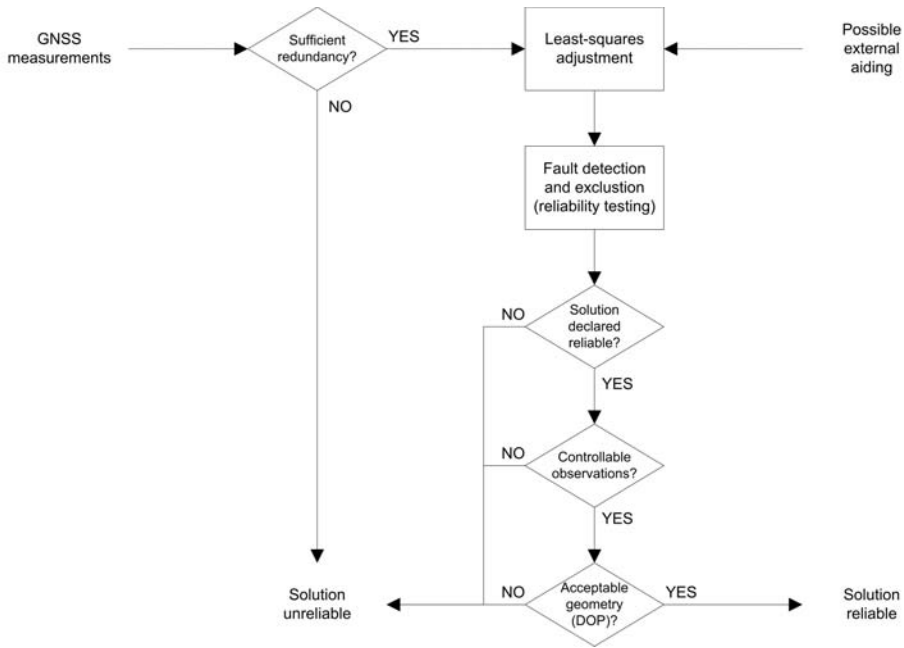 GNSS
measurements
Sufficient
redundancy?
YES
Least-squares
adjustment
Possible
external
aiding
NO
Fault detection
and exclustion
(reliability testing)
NO
Solution
declared
reliable?
YES
NO
Controllable
observations?
YES
Solution
unreliable
NO
Acceptable
geometry
(DOP)?
YES
Solution
reliable